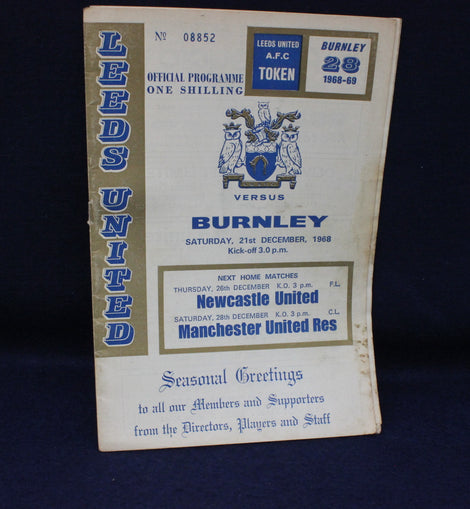 LEEDS UNITED
Nº 08852
OFFICIAL PROGRAMME
ONE SHILLING
LEEDS UNITED
A.F.C
TOKEN
BURNLEY
28
1968-69
VERSUS
BURNLEY
SATURDAY, 21st DECEMBER, 1968
Kick-off 3.0 p.m.
NEXT HOME MATCHES
THURSDAY, 26th DECEMBER K.O. 3 p.m. F.L.
Newcastle United
SATURDAY, 28th DECEMBER K.O. 3 p.m. C.L.
Manchester United Res
Seasonal Greetings
to all our Members and Supporters
from the Directors, Players and Staff